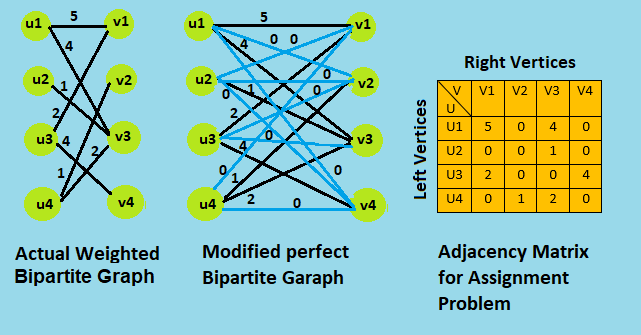 u1 5 v1
4
u2 1 v2
2
u3 4 2 v3
1
u4 v4
Actual Weighted
Bipartite Graph
u1 5 v1
4 0 0
u2 0 1 0 0 v2
2
u3 4 0 v3
0 1 0
u4 2 0 v4
Modified perfect
Bipartite Garaph
Right Vertices
Left Vertices
V U V1 V2 V3 V4
U1 5 0 4 0
U2 0 0 1 0
U3 2 0 0 4
U4 0 1 2 0
Adjacency Matrix
for Assignment
Problem